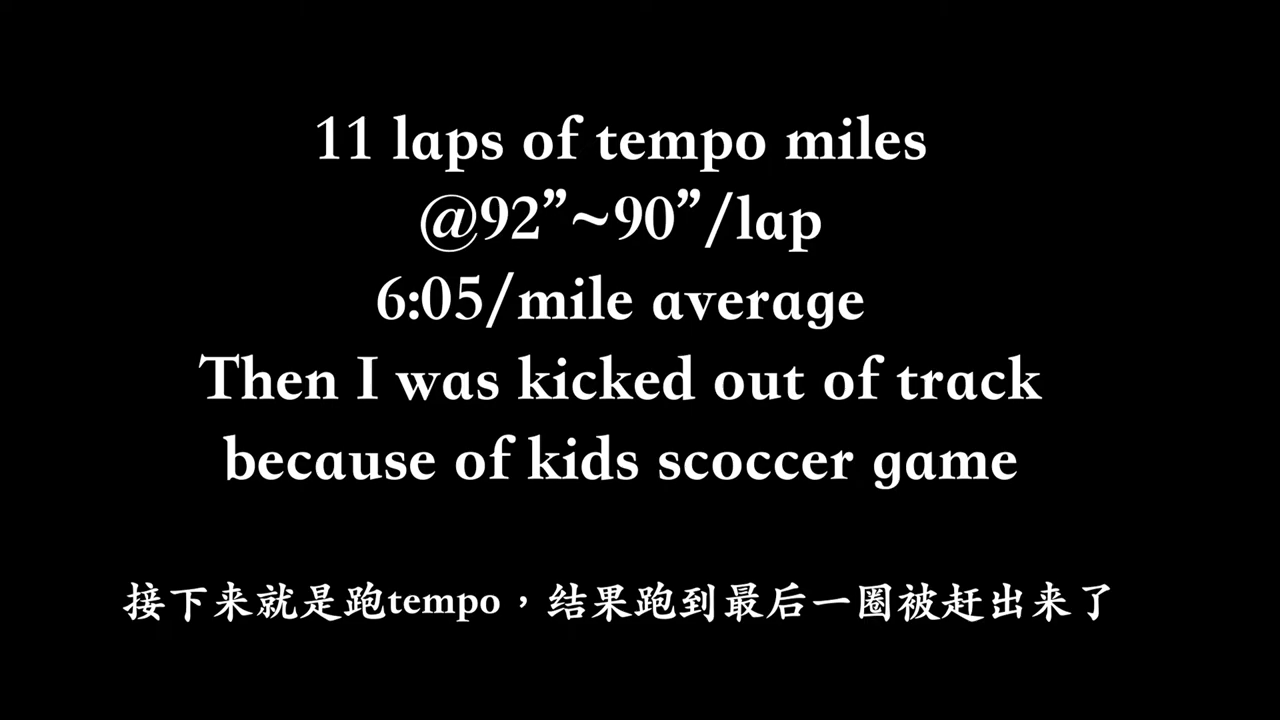 11 laps of tempo miles
@92”~90”/lap
6:05/mile average
Then I was kicked out of track
because of kids scoccer game
接下来就是跑tempo，结果跑到最后一圈被赶出来了